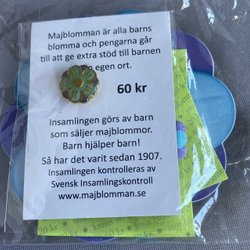 Majblomman är alla barns
blomma och pengarna går
till att ge extra stöd till barnen
egen ort.
60 kr
Insamlingen görs av barn
som säljer majblommor.
Barn hjälper barn!
Så har det varit sedan 1907.
Insamlingen kontrolleras av
Svensk Insamlingskontroll
www.majblomman.se